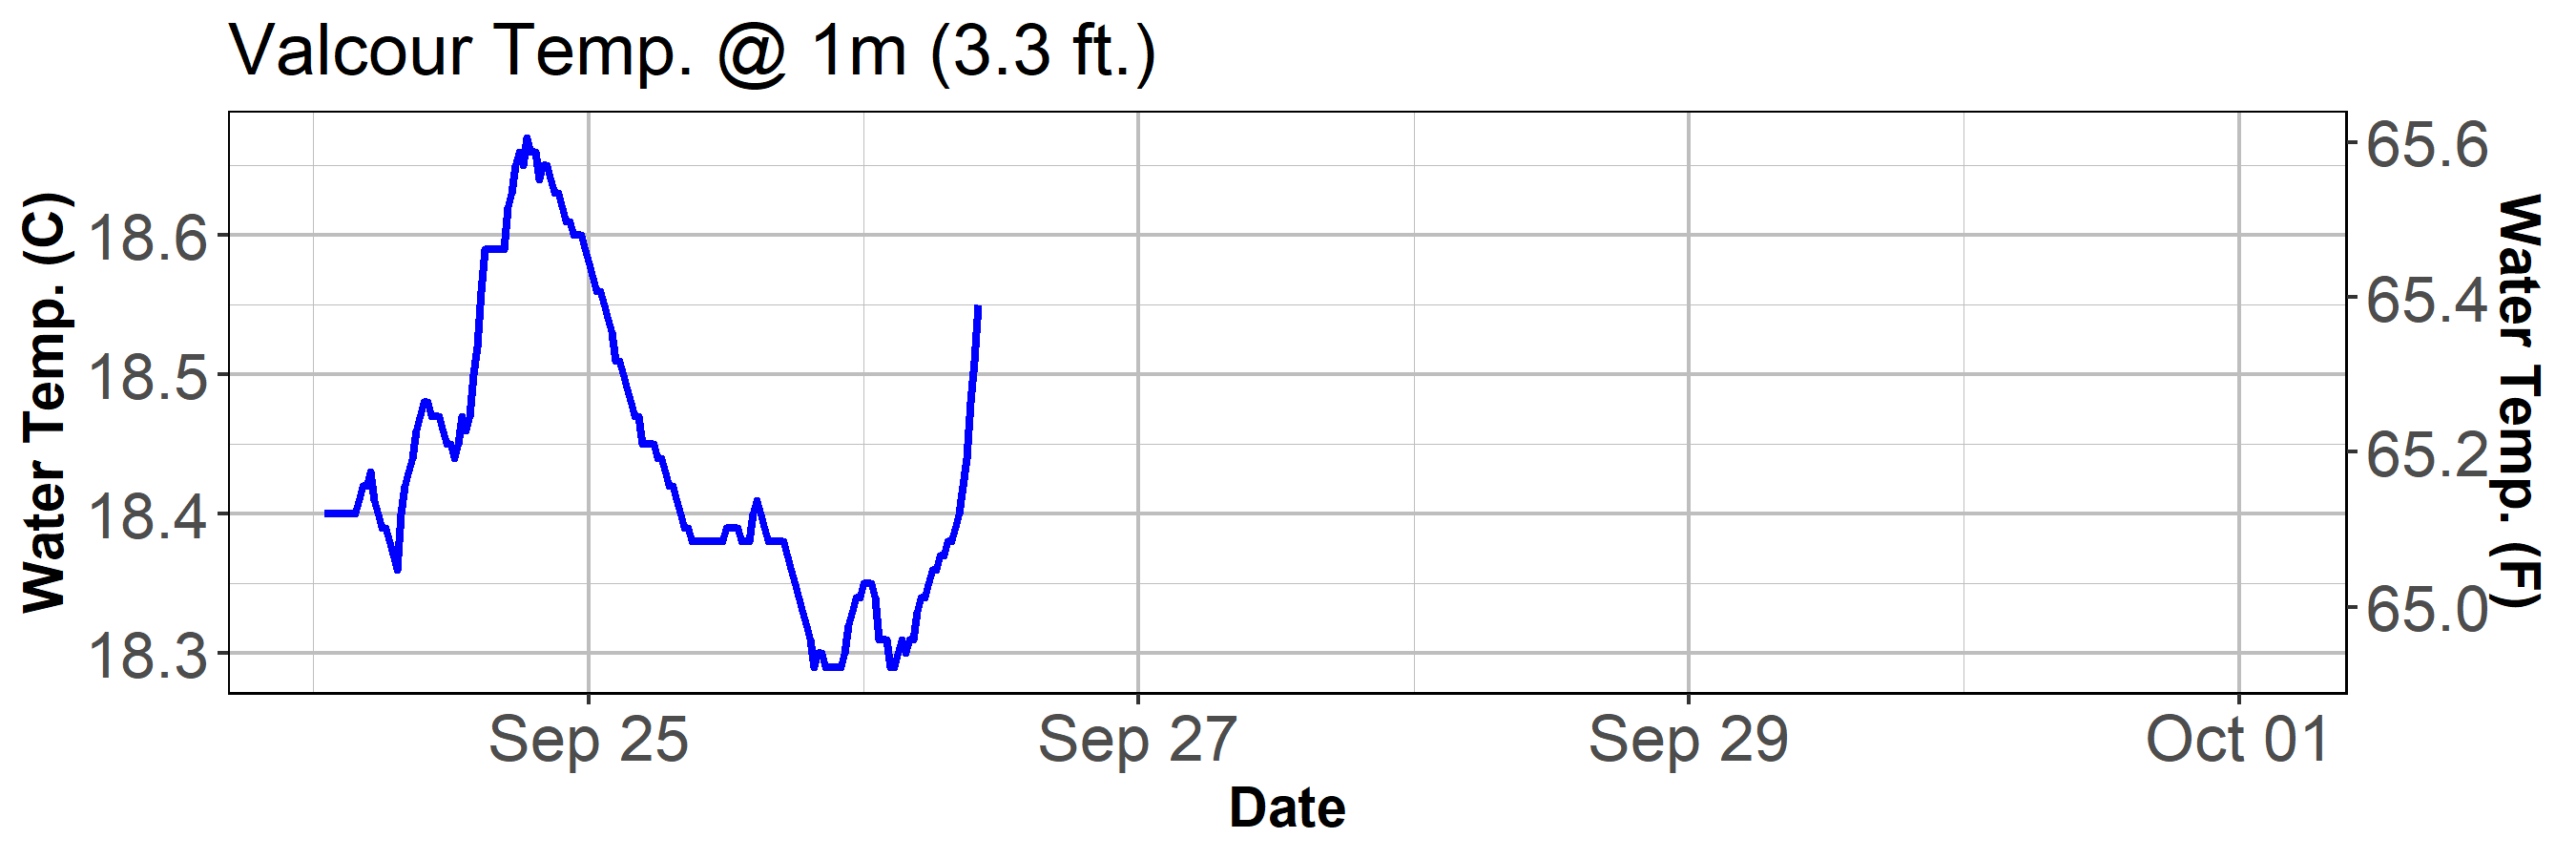 Valcour Temp. @ 1m (3.3 ft.)
Water Temp. (C)
18.6
18.5
18.4
18.3
65.6
65.4
65.2
65.0
Water Temp. (F)
Sep 25
Sep 27
Sep 29
Oct 01
Date